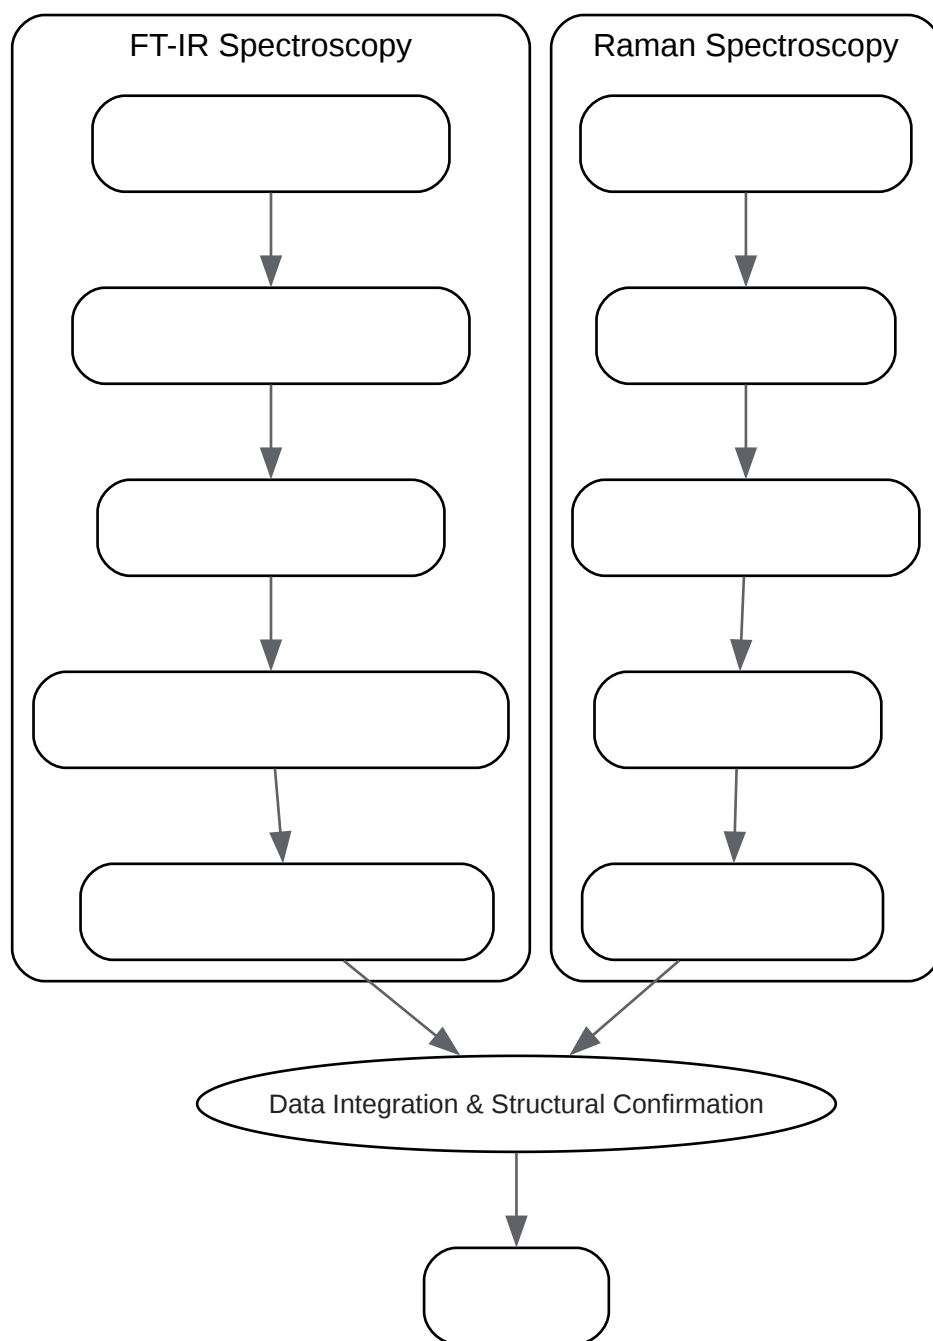 FT-IR Spectroscopy
Raman Spectroscopy
Data Integration & Structural Confirmation